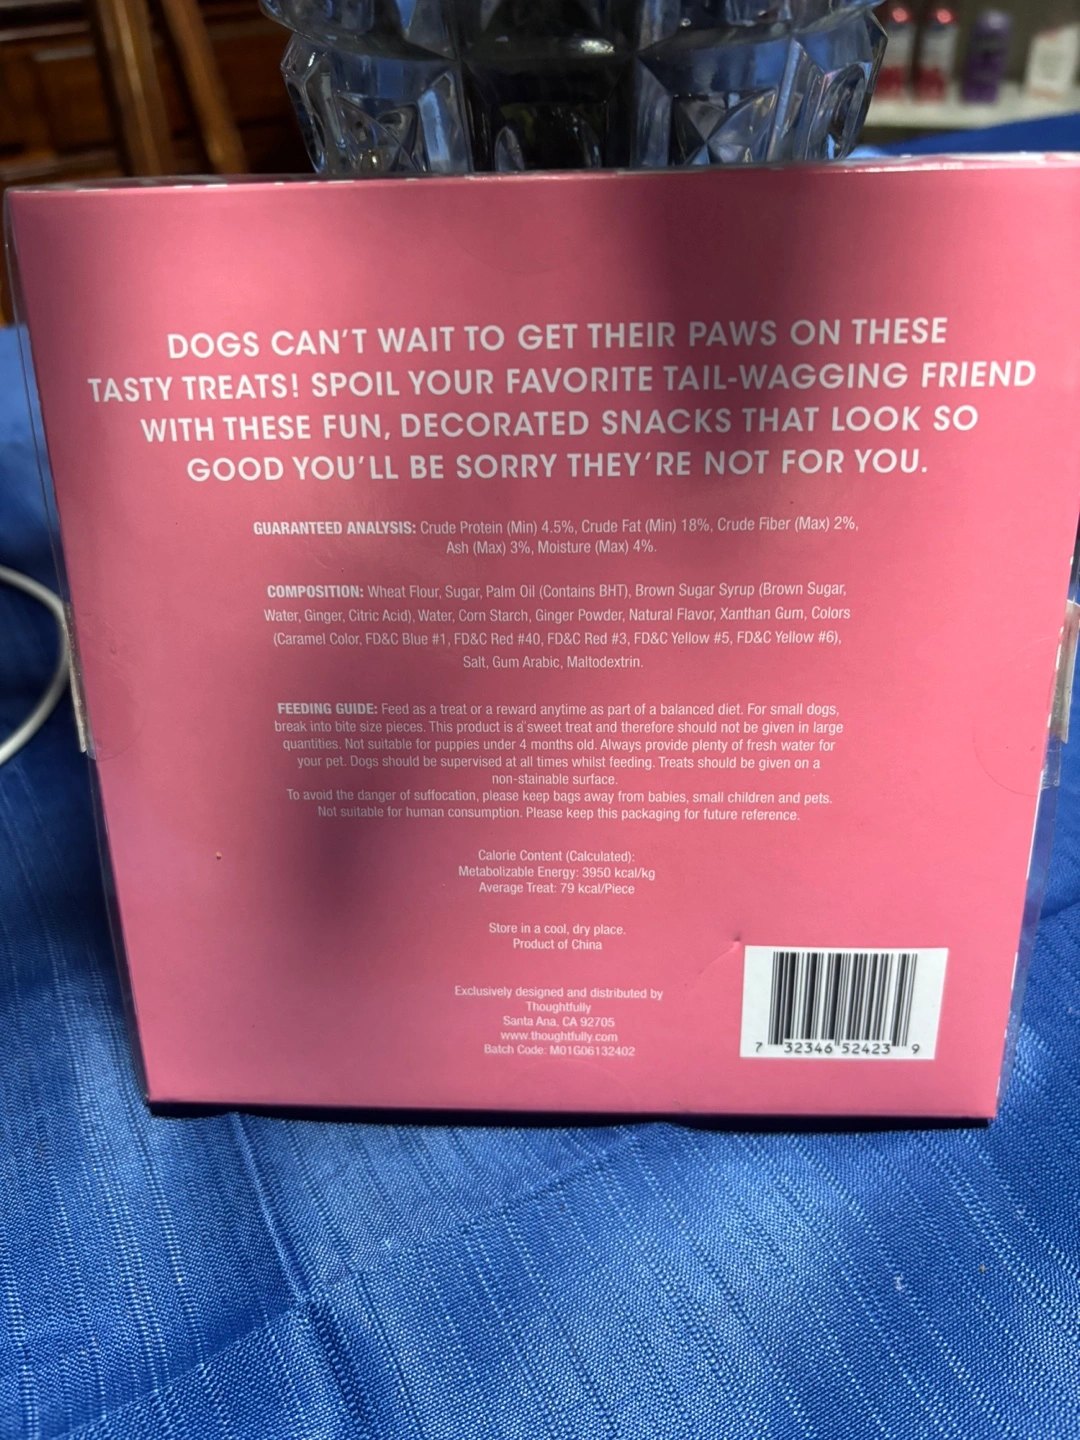 DOGS CAN'T WAIT TO GET THEIR PAWS ON THESE
TASTY TREATS! SPOIL YOUR FAVORITE TAIL-WAGGING FRIEND
WITH THESE FUN, DECORATED SNACKS THAT LOOK SO
GOOD YOU'LL BE SORRY THEY'RE NOT FOR YOU.
GUARANTEED ANALYSIS: Crude Protein (Min) 4.5%, Crude Fat (Min) 18%, Crude Fiber (Max) 2%,
Ash (Max) 3%, Moisture (Max) 4%.
COMPOSITION: Wheat Flour, Sugar, Palm Oil (Contains BHT), Brown Sugar Syrup (Brown Sugar,
Water, Ginger, Citric Acid), Water, Corn Starch, Ginger Powder, Natural Flavor, Xanthan Gum, Colors
(Caramel Color, FD&C Blue #1, FD&C Red #40, FD&C Red #3, FD&C Yellow #5, FD&C Yellow #6),
Salt, Gum Arabic, Maltodextrin.
FEEDING GUIDE: Feed as a treat or a reward anytime as part of a balanced diet. For small dogs,
break into bite size pieces. This product is a sweet treat and therefore should not be given in large
quantities. Not suitable for puppies under 4 months old. Always provide plenty of fresh water for
your pet. Dogs should be supervised at all times whilst feeding. Treats should be given on a
non-stainable surface.
To avoid the danger of suffocation, please keep bags away from babies, small children and pets.
Not suitable for human consumption. Please keep this packaging for future reference.
Calorie Content (Calculated):
Metabolizable Energy: 3950 kcal/kg
Average Treat: 79 kcal/Piece
Store in a cool, dry place.
Product of China
Exclusively designed and distributed by
Thoughtfully
Santa Ana, CA 92705
www.thoughtfully.com
Batch Code: M01G06132402
7 32346 52423 9